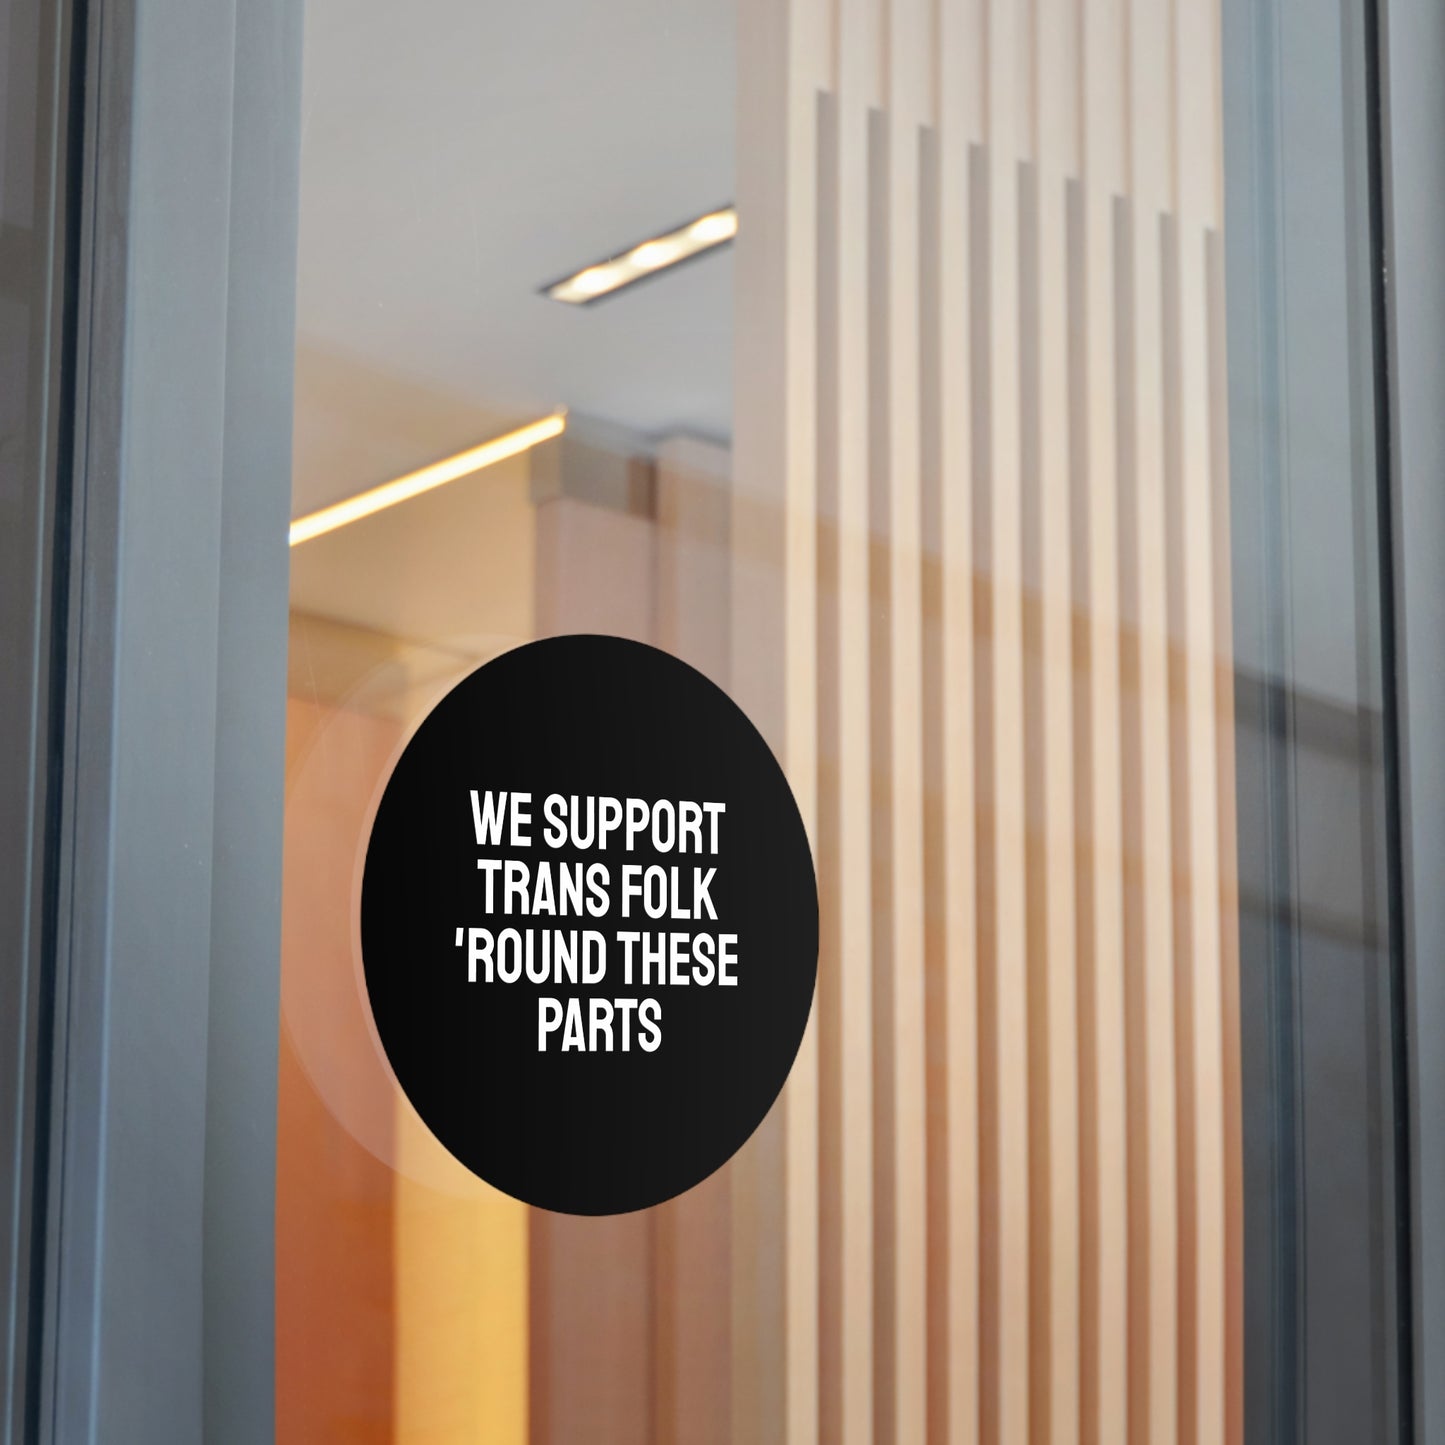 WE SUPPORT
TRANS FOLK
'ROUND THESE
PARTS